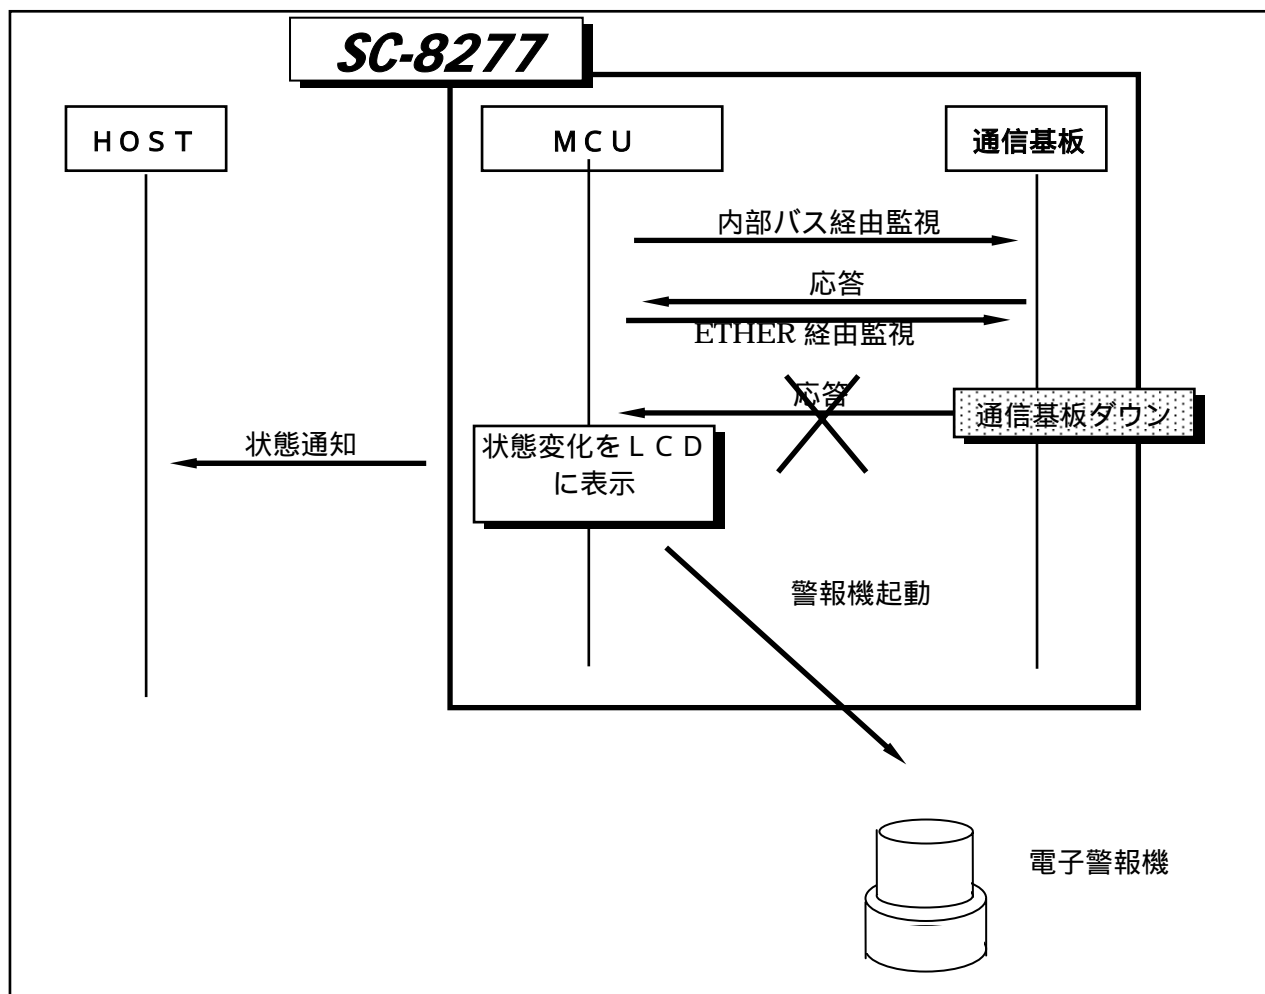 SC-8277
ＨＯＳＴ
ＭＣＵ
通信基板
内部バス経由監視
応答
ETHER 経由監視
応答
通信基板ダウン
状態通知
状態変化をＬＣＤ
に表示
警報機起動
電子警報機